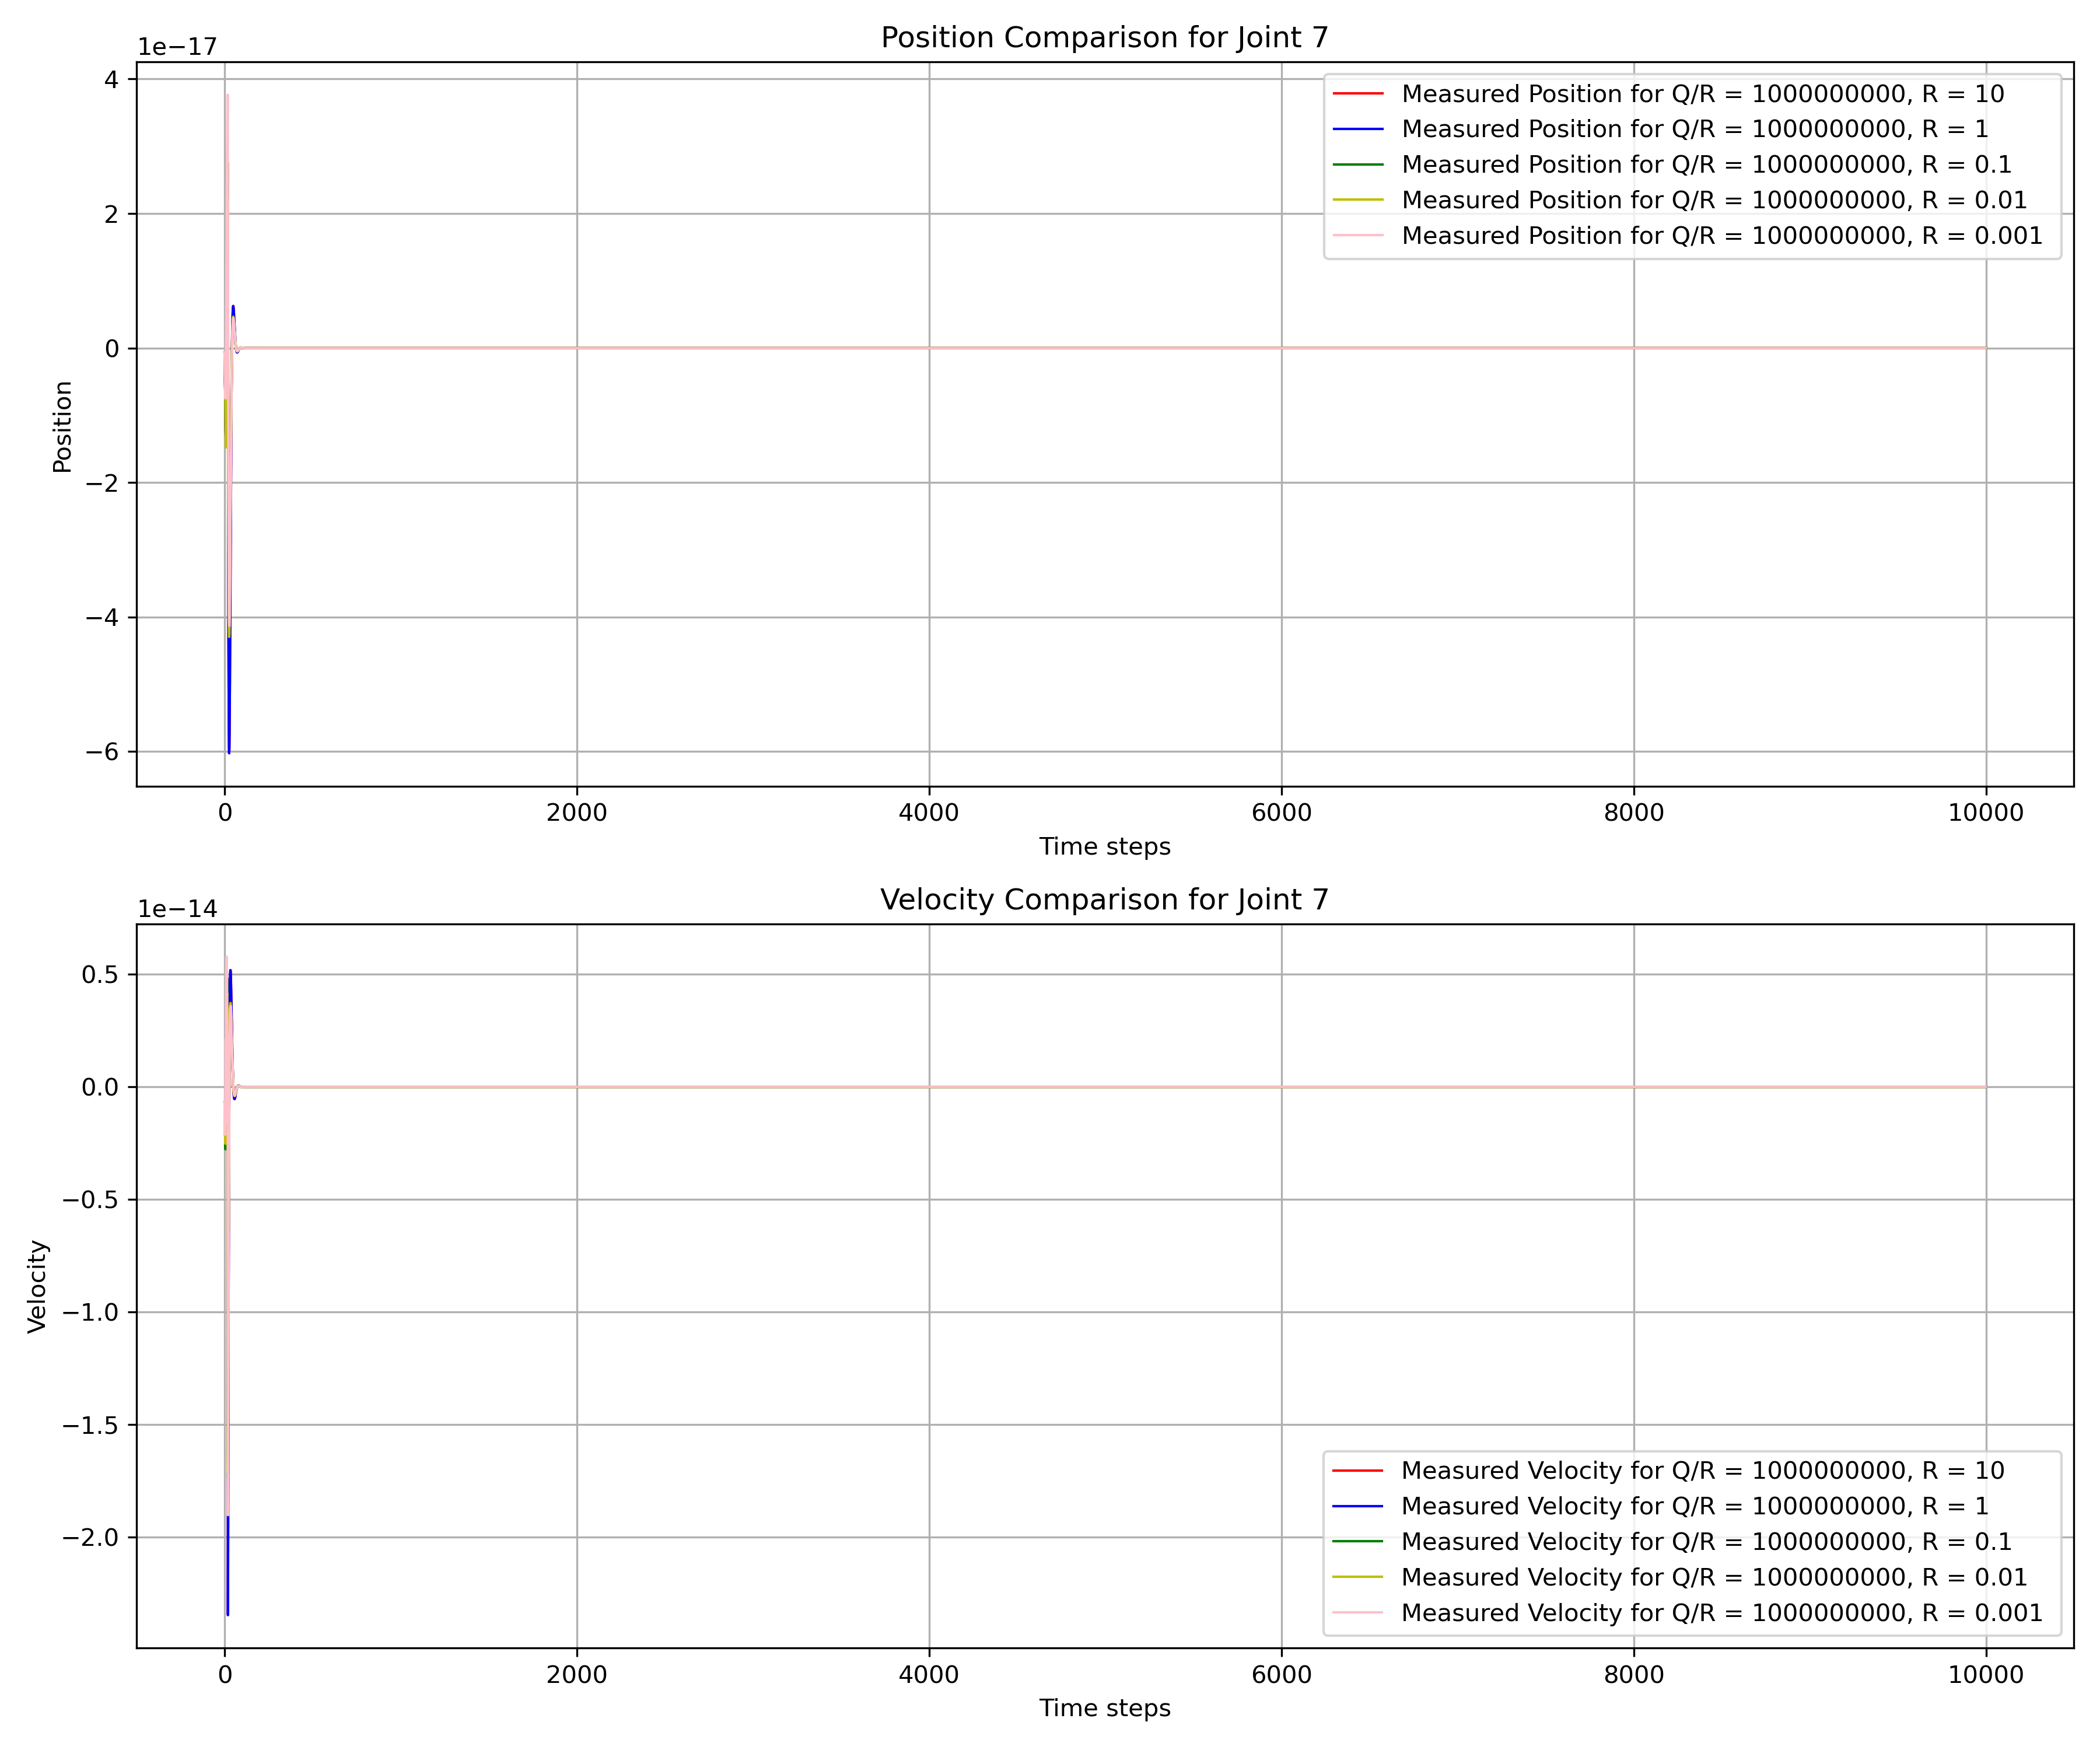 Position Comparison for Joint 7
1e−17
4
2
0
−2
−4
−6
Position
Measured Position for Q/R = 1000000000, R = 10
Measured Position for Q/R = 1000000000, R = 1
Measured Position for Q/R = 1000000000, R = 0.1
Measured Position for Q/R = 1000000000, R = 0.01
Measured Position for Q/R = 1000000000, R = 0.001
0 2000 4000 6000 8000 10000
Time steps
Velocity Comparison for Joint 7
1e−14
0.5
0.0
−0.5
−1.0
−1.5
−2.0
Velocity
Measured Velocity for Q/R = 1000000000, R = 10
Measured Velocity for Q/R = 1000000000, R = 1
Measured Velocity for Q/R = 1000000000, R = 0.1
Measured Velocity for Q/R = 1000000000, R = 0.01
Measured Velocity for Q/R = 1000000000, R = 0.001
0 2000 4000 6000 8000 10000
Time steps